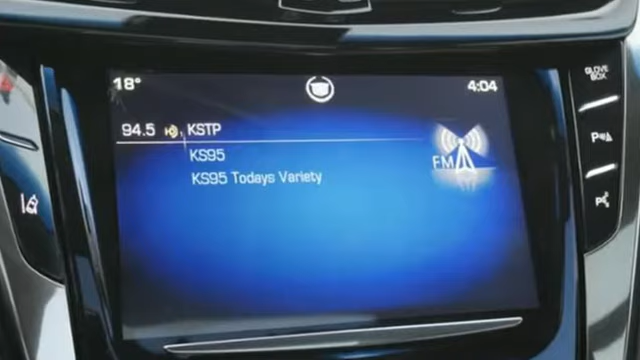 18° 4:04
GLOVE BOX
94.5 KSTP
KS95
KS95 Todays Variety
FM
P